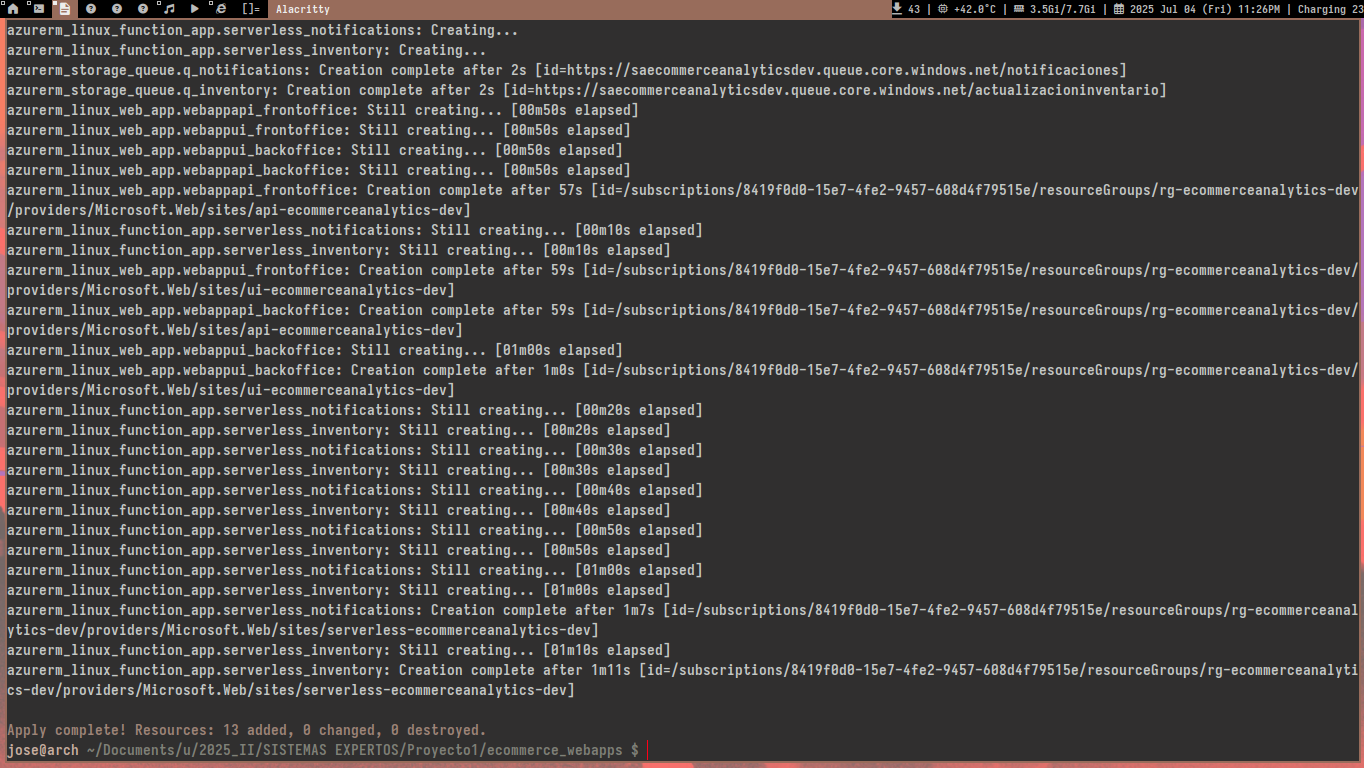 []= Alacritty 43 | +42.0°C | 3.5Gi/7.7Gi | 2025 Jul 04 (Fri) 11:26PM | Charging 23
azurerm_linux_function_app.serverless_notifications: Creating...
azurerm_linux_function_app.serverless_inventory: Creating...
azurerm_storage_queue.q_notifications: Creation complete after 2s [id=https://saecommerceanalyticsdev.queue.core.windows.net/notificaciones]
azurerm_storage_queue.q_inventory: Creation complete after 2s [id=https://saecommerceanalyticsdev.queue.core.windows.net/actualizacioninventario]
azurerm_linux_web_app.webappapi_frontoffice: Still creating... [00m50s elapsed]
azurerm_linux_web_app.webappui_frontoffice: Still creating... [00m50s elapsed]
azurerm_linux_web_app.webappui_backoffice: Still creating... [00m50s elapsed]
azurerm_linux_web_app.webappapi_backoffice: Still creating... [00m50s elapsed]
azurerm_linux_web_app.webappapi_frontoffice: Creation complete after 57s [id=/subscriptions/8419f0d0-15e7-4fe2-9457-608d4f79515e/resourceGroups/rg-ecommerceanalytics-dev
/providers/Microsoft.Web/sites/api-ecommerceanalytics-dev]
azurerm_linux_function_app.serverless_notifications: Still creating... [00m10s elapsed]
azurerm_linux_function_app.serverless_inventory: Still creating... [00m10s elapsed]
azurerm_linux_web_app.webappui_frontoffice: Creation complete after 59s [id=/subscriptions/8419f0d0-15e7-4fe2-9457-608d4f79515e/resourceGroups/rg-ecommerceanalytics-dev/
providers/Microsoft.Web/sites/ui-ecommerceanalytics-dev]
azurerm_linux_web_app.webappapi_backoffice: Creation complete after 59s [id=/subscriptions/8419f0d0-15e7-4fe2-9457-608d4f79515e/resourceGroups/rg-ecommerceanalytics-dev/
providers/Microsoft.Web/sites/api-ecommerceanalytics-dev]
azurerm_linux_web_app.webappui_backoffice: Still creating... [01m00s elapsed]
azurerm_linux_web_app.webappui_backoffice: Creation complete after 1m0s [id=/subscriptions/8419f0d0-15e7-4fe2-9457-608d4f79515e/resourceGroups/rg-ecommerceanalytics-dev/
providers/Microsoft.Web/sites/ui-ecommerceanalytics-dev]
azurerm_linux_function_app.serverless_notifications: Still creating... [00m20s elapsed]
azurerm_linux_function_app.serverless_inventory: Still creating... [00m20s elapsed]
azurerm_linux_function_app.serverless_notifications: Still creating... [00m30s elapsed]
azurerm_linux_function_app.serverless_inventory: Still creating... [00m30s elapsed]
azurerm_linux_function_app.serverless_notifications: Still creating... [00m40s elapsed]
azurerm_linux_function_app.serverless_inventory: Still creating... [00m40s elapsed]
azurerm_linux_function_app.serverless_notifications: Still creating... [00m50s elapsed]
azurerm_linux_function_app.serverless_inventory: Still creating... [00m50s elapsed]
azurerm_linux_function_app.serverless_notifications: Still creating... [01m00s elapsed]
azurerm_linux_function_app.serverless_inventory: Still creating... [01m00s elapsed]
azurerm_linux_function_app.serverless_notifications: Creation complete after 1m7s [id=/subscriptions/8419f0d0-15e7-4fe2-9457-608d4f79515e/resourceGroups/rg-ecommerceanal
ytics-dev/providers/Microsoft.Web/sites/serverless-ecommerceanalytics-dev]
azurerm_linux_function_app.serverless_inventory: Still creating... [01m10s elapsed]
azurerm_linux_function_app.serverless_inventory: Creation complete after 1m11s [id=/subscriptions/8419f0d0-15e7-4fe2-9457-608d4f79515e/resourceGroups/rg-ecommerceanalyti
cs-dev/providers/Microsoft.Web/sites/serverless-ecommerceanalytics-dev]
Apply complete! Resources: 13 added, 0 changed, 0 destroyed.
jose@arch ~/Documents/u/2025_II/SISTEMAS EXPERTOS/Proyecto1/ecommerce_webapps $